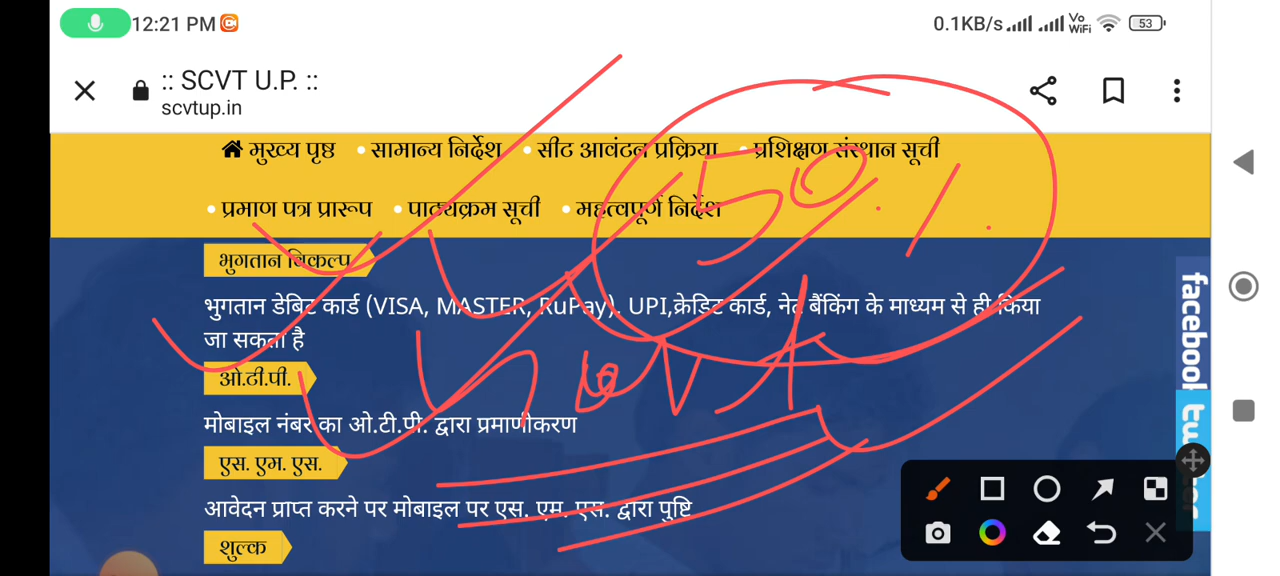 12:21 PM 0.1KB/s Vo WiFi 53
:: SCVT U.P. ::
scvtup.in
मुख्य पृष्ठ • सामान्य निर्देश • सीट आवंटन प्रक्रिया • प्रशिक्षण संस्थान सूची
• प्रमाण पत्र प्रारूप • पाठ्यक्रम सूची • महत्वपूर्ण निर्देश
50%
भुगतान विकल्प
भुगतान डेबिट कार्ड (VISA, MASTER, RuPay). UPI,क्रेडिट कार्ड, नेट बैंकिंग के माध्यम से ही किया
जा सकता है
ओ.टी.पी.
मोबाइल नंबर का ओ.टी.पी. द्वारा प्रमाणीकरण
एस. एम. एस.
आवेदन प्राप्त करने पर मोबाइल पर एस. एम. एस. द्वारा पुष्टि
शुल्क
facebook